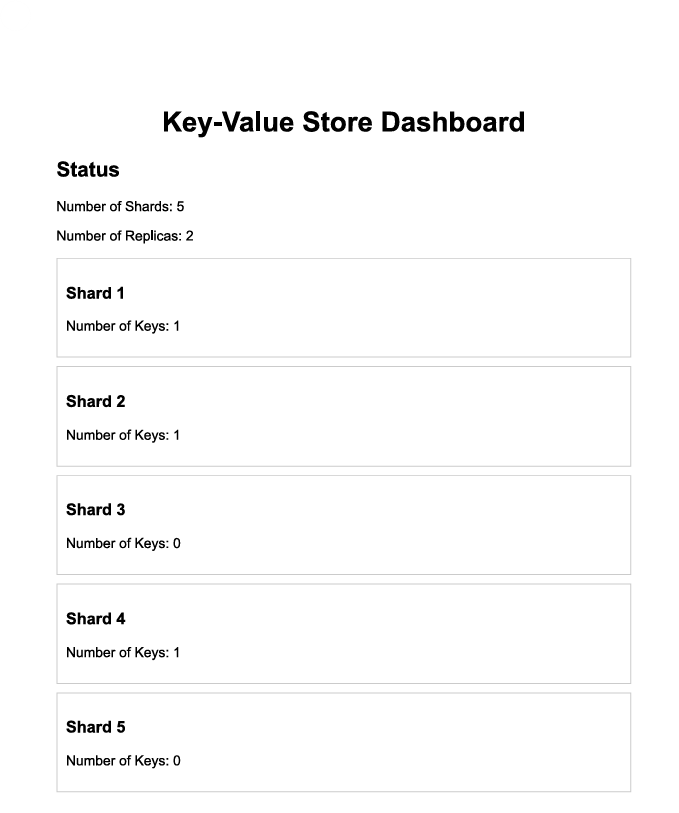 Key-Value Store Dashboard
Status
Number of Shards: 5
Number of Replicas: 2
Shard 1
Number of Keys: 1
Shard 2
Number of Keys: 1
Shard 3
Number of Keys: 0
Shard 4
Number of Keys: 1
Shard 5
Number of Keys: 0